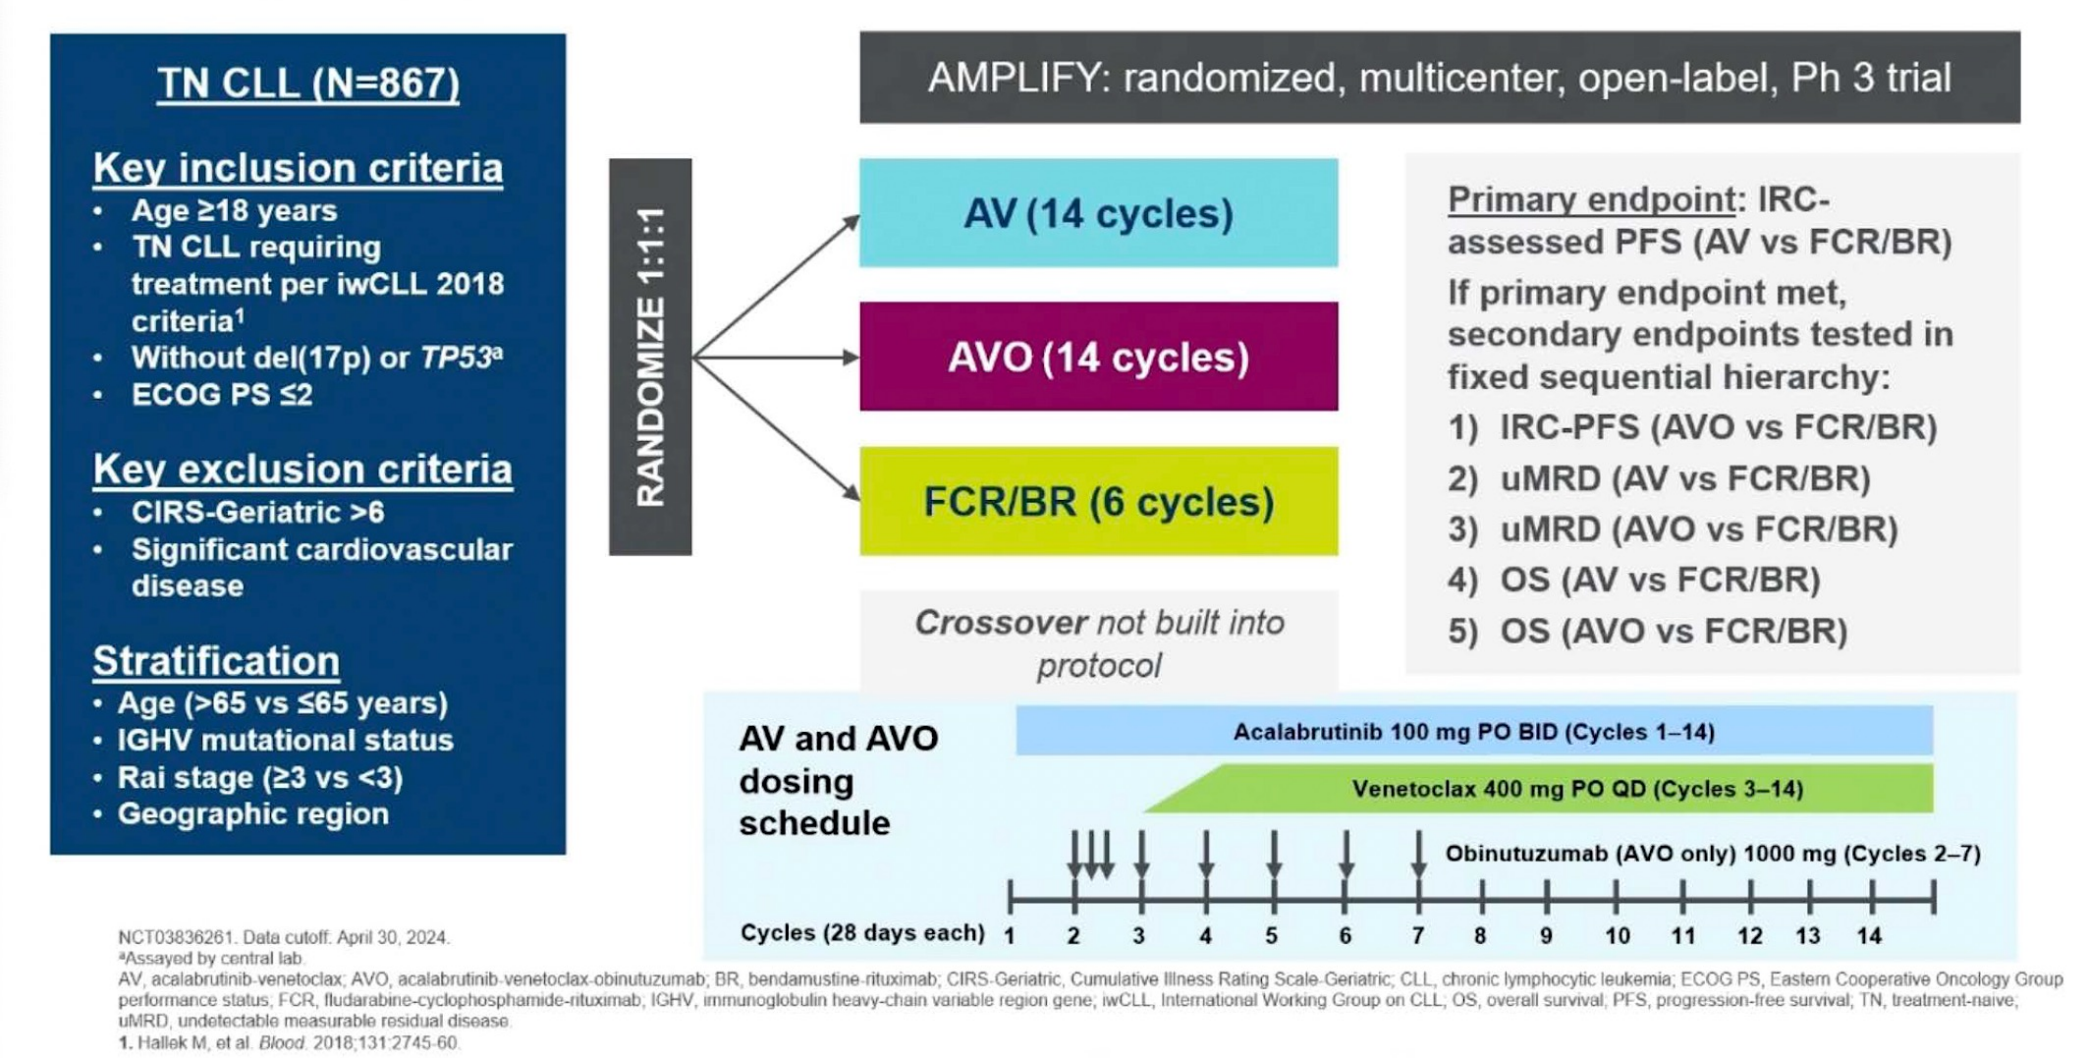 TN CLL (N=867)
Key inclusion criteria
• Age ≥18 years
• TN CLL requiring
treatment per iwCLL 2018
criteria¹
• Without del(17p) or TP53ᵃ
• ECOG PS ≤2
Key exclusion criteria
• CIRS-Geriatric >6
• Significant cardiovascular
disease
Stratification
• Age (>65 vs ≤65 years)
• IGHV mutational status
• Rai stage (≥3 vs <3)
• Geographic region
RANDOMIZE 1:1:1
AMPLIFY: randomized, multicenter, open-label, Ph 3 trial
AV (14 cycles)
AVO (14 cycles)
FCR/BR (6 cycles)
Crossover not built into
protocol
Primary endpoint: IRC-
assessed PFS (AV vs FCR/BR)
If primary endpoint met,
secondary endpoints tested in
fixed sequential hierarchy:
1) IRC-PFS (AVO vs FCR/BR)
2) uMRD (AV vs FCR/BR)
3) uMRD (AVO vs FCR/BR)
4) OS (AV vs FCR/BR)
5) OS (AVO vs FCR/BR)
AV and AVO
dosing
schedule
Acalabrutinib 100 mg PO BID (Cycles 1–14)
Venetoclax 400 mg PO QD (Cycles 3–14)
Obinutuzumab (AVO only) 1000 mg (Cycles 2–7)
Cycles (28 days each) 1 2 3 4 5 6 7 8 9 10 11 12 13 14
NCT03836261. Data cutoff: April 30, 2024.
ᵃAssayed by central lab.
AV, acalabrutinib-venetoclax; AVO, acalabrutinib-venetoclax-obinutuzumab; BR, bendamustine-rituximab; CIRS-Geriatric, Cumulative Illness Rating Scale-Geriatric; CLL, chronic lymphocytic leukemia; ECOG PS, Eastern Cooperative Oncology Group
performance status; FCR, fludarabine-cyclophosphamide-rituximab; IGHV, immunoglobulin heavy-chain variable region gene; iwCLL, International Working Group on CLL; OS, overall survival; PFS, progression-free survival; TN, treatment-naive;
uMRD, undetectable measurable residual disease.
1. Hallek M, et al. Blood. 2018;131:2745-60.